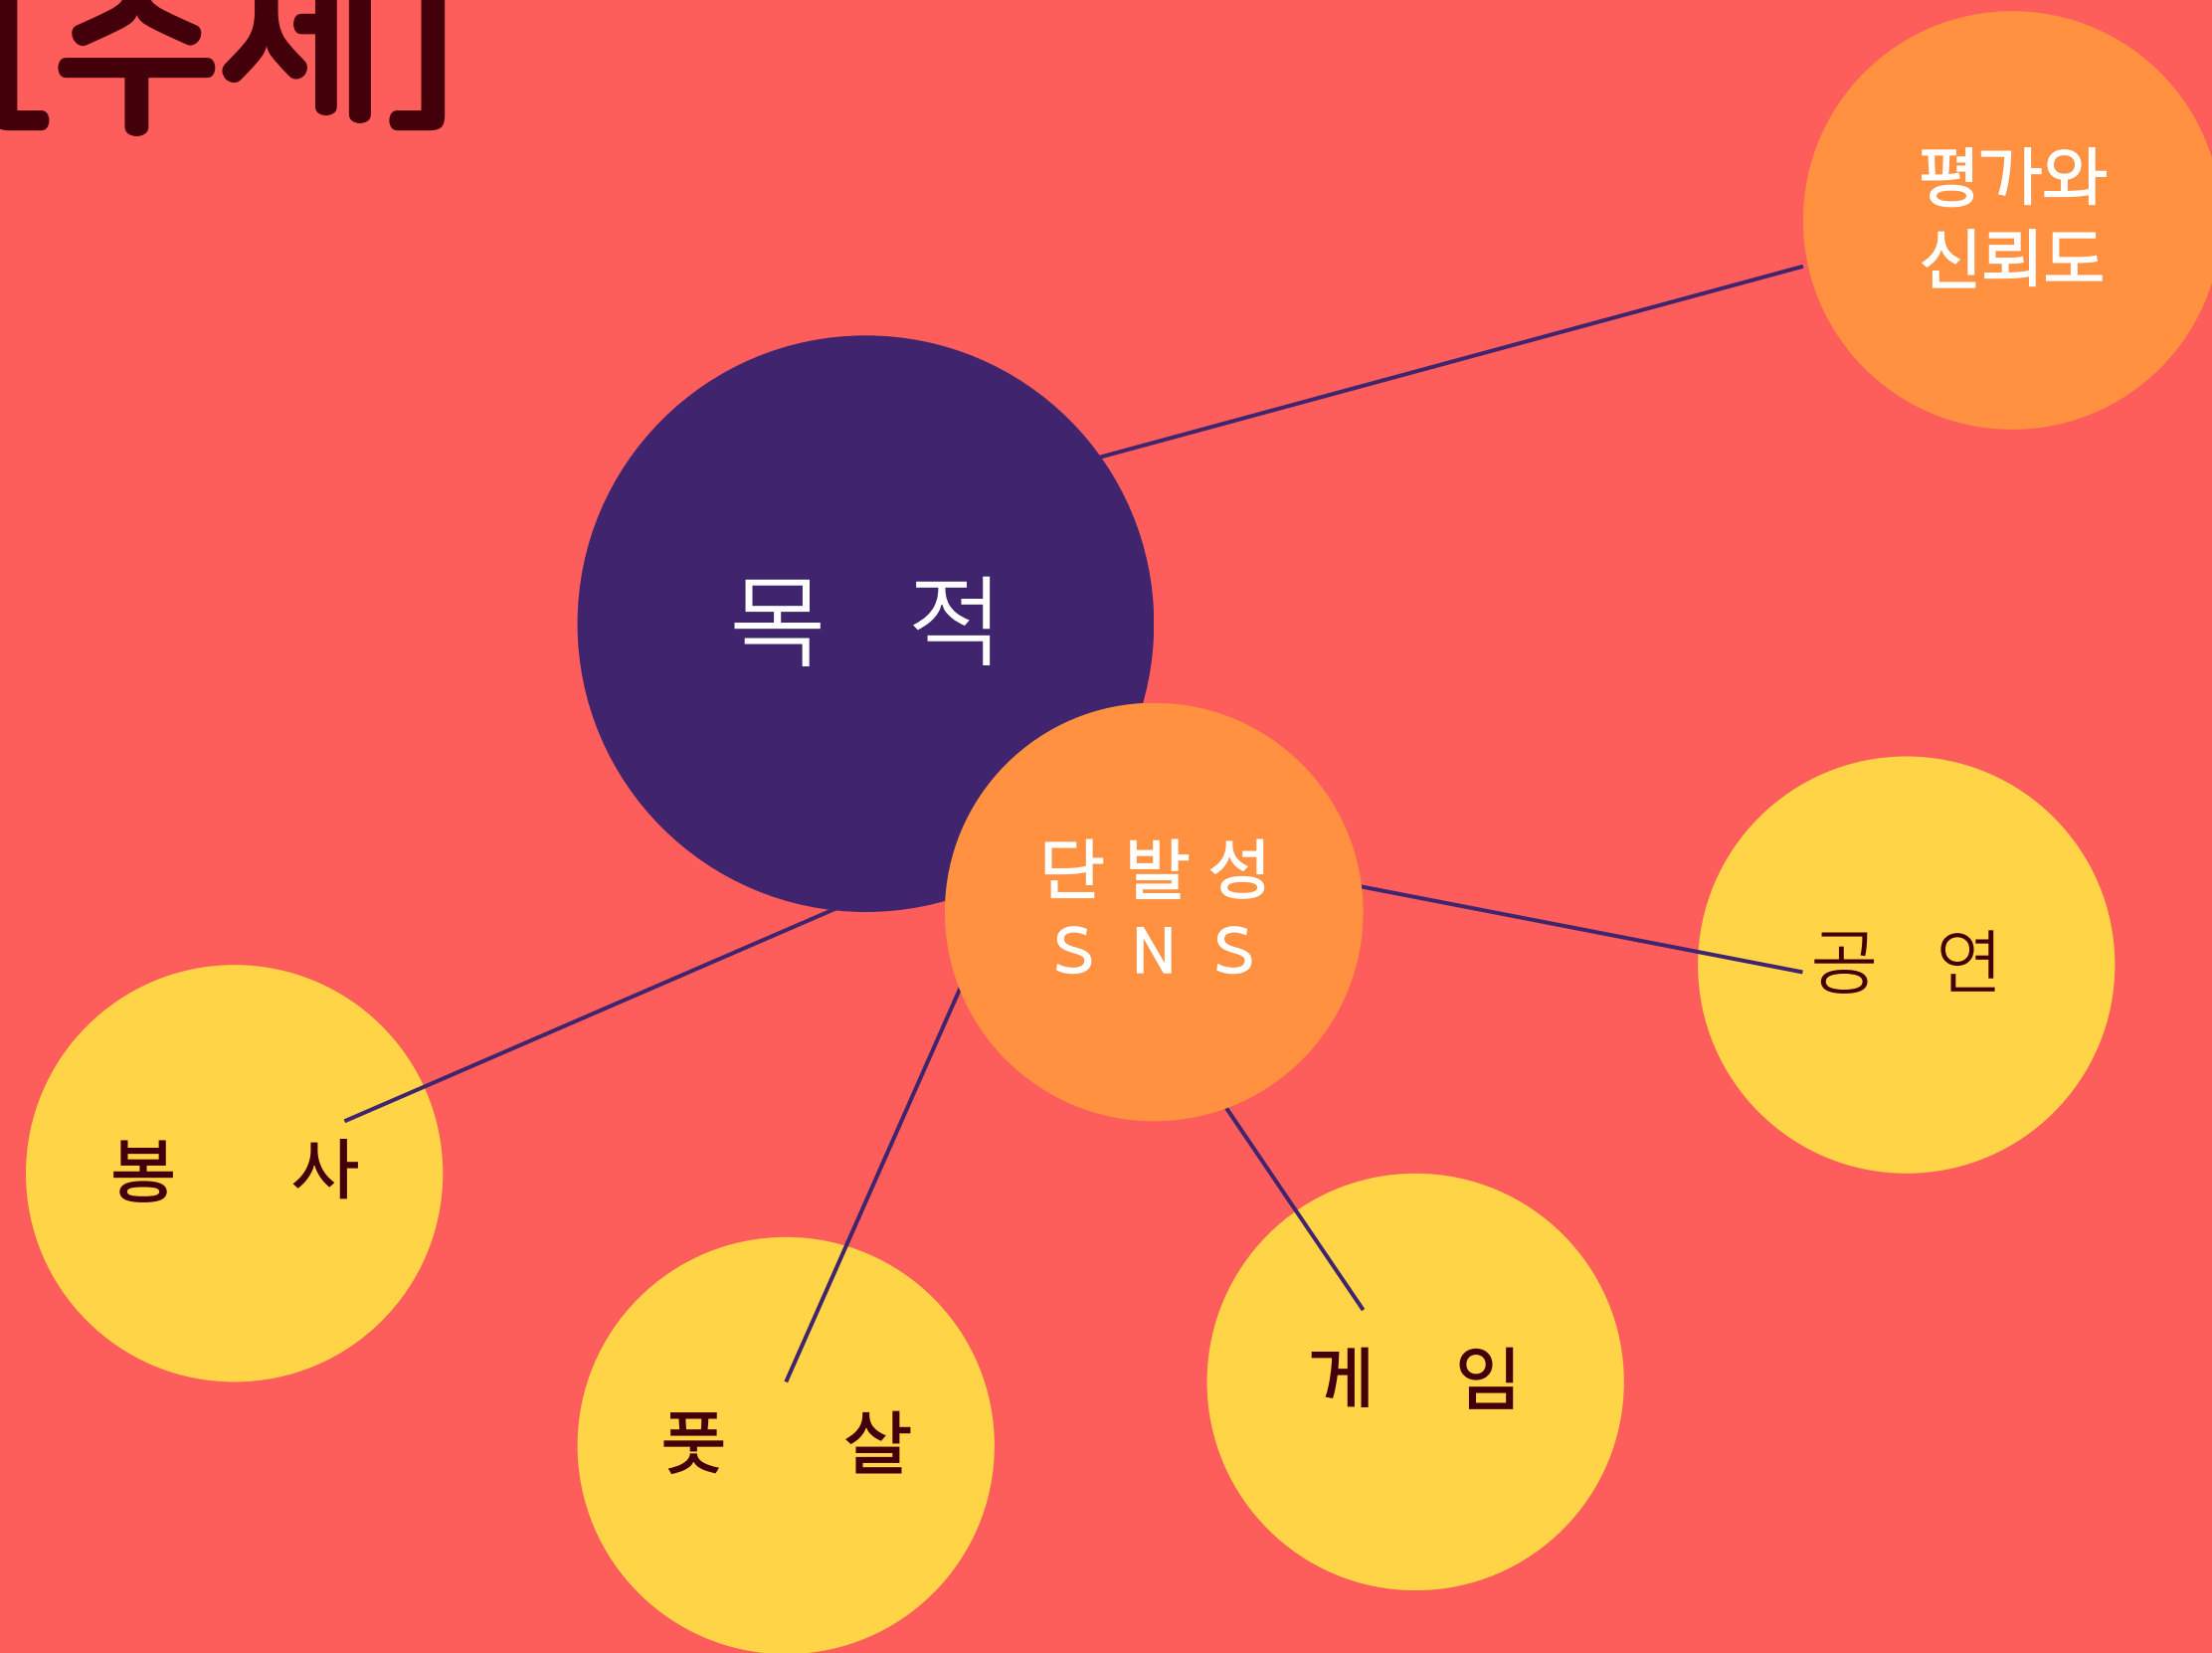 [주제]
평가와
신뢰도
목 적
단발성
SNS
공 연
봉 사
게 임
풋 살